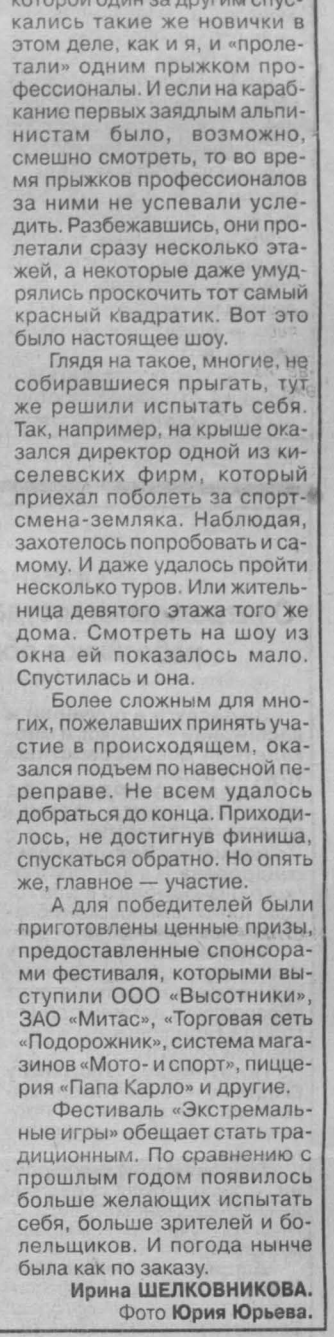 которой один за другим спус-
кались такие же новички в
этом деле, как и я, и «проле-
тали» одним прыжком про-
фессионалы. И если на караб-
кание первых заядлым альпи-
нистам было, возможно,
смешно смотреть, то во вре-
мя прыжков профессионалов
за ними не успевали усле-
дить. Разбежавшись, они про-
летали сразу несколько эта-
жей, а некоторые даже умуд-
рялись проскочить тот самый
красный квадратик. Вот это
было настоящее шоу.
Глядя на такое, многие, не
собиравшиеся прыгать, тут
же решили испытать себя.
Так, например, на крыше ока-
зался директор одной из ки-
селевских фирм, который
приехал поболеть за спорт-
смена-земляка. Наблюдая,
захотелось попробовать и са-
мому. И даже удалось пройти
несколько туров. Или житель-
ница девятого этажа того же
дома. Смотреть на шоу из
окна ей показалось мало.
Спустилась и она.
Более сложным для мно-
гих, пожелавших принять уча-
стие в происходящем, ока-
зался подъем по навесной пе-
реправе. Не всем удалось
добраться до конца. Приходи-
лось, не достигнув финиша,
спускаться обратно. Но опять
же, главное — участие.
А для победителей были
приготовлены ценные призы,
предоставленные спонсора-
ми фестиваля, которыми вы-
ступили ООО «Высотники»,
ЗАО «Митас», «Торговая сеть
«Подорожник», система мага-
зинов «Мото- и спорт», пицце-
рия «Папа Карло» и другие.
Фестиваль «Экстремаль-
ные игры» обещает стать тра-
диционным. По сравнению с
прошлым годом появилось
больше желающих испытать
себя, больше зрителей и бо-
лельщиков. И погода нынче
была как по заказу.
Ирина ШЕЛКОВНИКОВА.
Фото Юрия Юрьева.